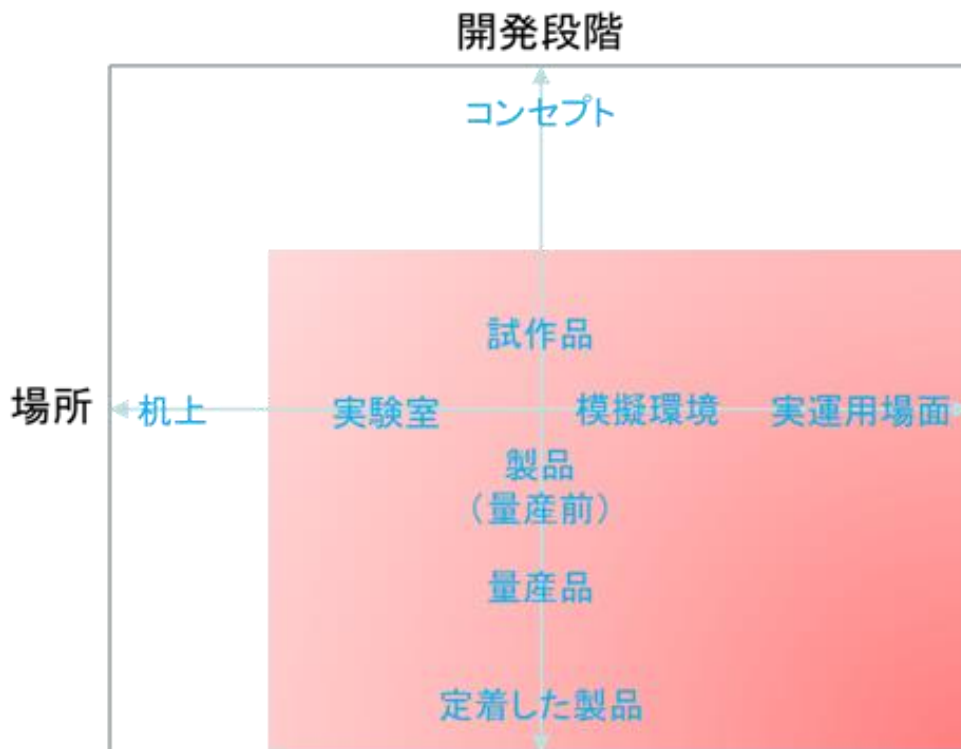 開発段階
コンセプト
試作品
場所
机上
実験室
模擬環境
実運用場面
製品
（量産前）
量産品
定着した製品